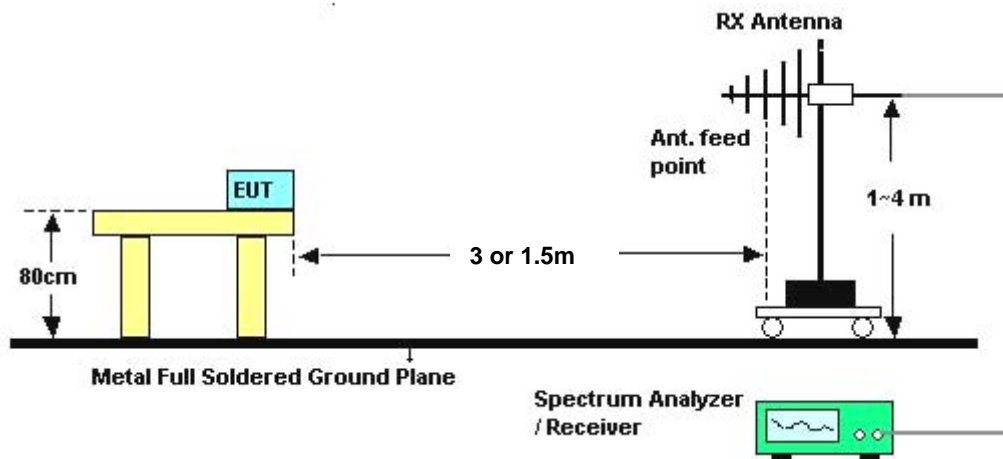 RX Antenna
Ant. feed
point
EUT
1~4 m
3 or 1.5m
80cm
Metal Full Soldered Ground Plane
Spectrum Analyzer
/ Receiver